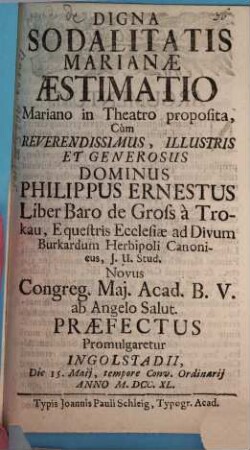 DIGNA
SODALITATIS
MARIANÆ
ÆSTIMATIO
Mariano in Theatro proposita,
Cùm
REVERENDISSIMUS, ILLUSTRIS
ET GENEROSUS
DOMINUS
PHILIPPUS ERNESTUS
Liber Baro de Gross à Tro-
kau, Equestris Ecclesiæ ad Divum
Burkardum Herbipoli Canoni-
cus, J. U. Stud.
Novus
Congreg. Maj. Acad. B. V.
ab Angelo Salut.
PRÆFECTUS
Promulgaretur
INGOLSTADII,
Die 15. Maij, tempore Conv. Ordinarij
ANNO M. DCC. XL.
Typis Joannis Pauli Schleig, Typogr. Acad.